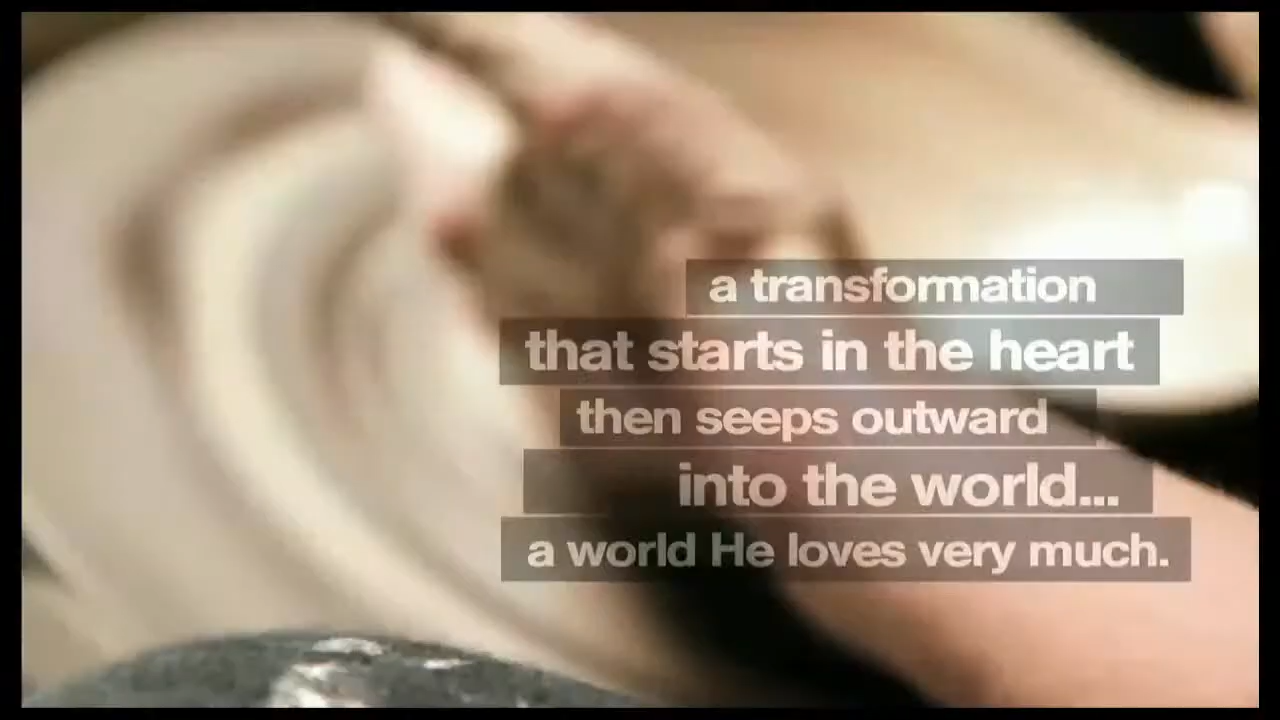 a transformation
that starts in the heart
then seeps outward
into the world...
a world He loves very much.